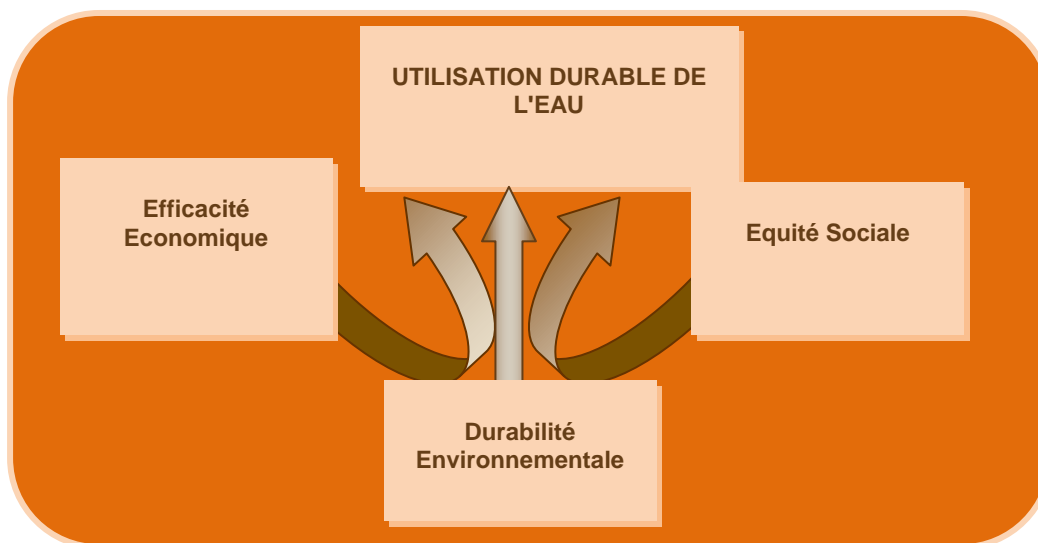 UTILISATION DURABLE DE
L'EAU
Efficacité
Economique
Equité Sociale
Durabilité
Environnementale